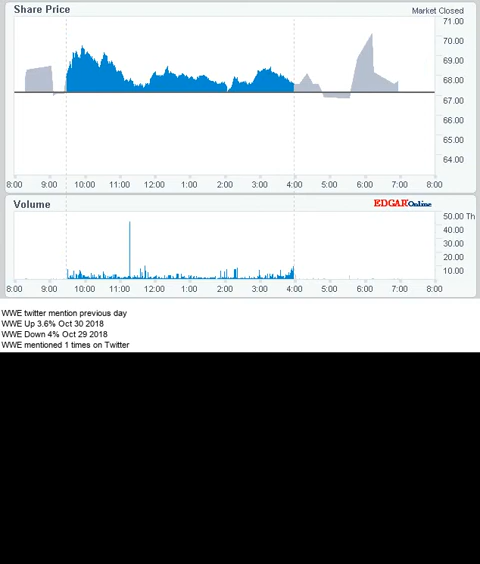 Share Price
Market Closed
71.00
70.00
69.00
68.00
67.00
66.00
65.00
64.00
8:00 9:00 10:00 11:00 12:00 1:00 2:00 3:00 4:00 5:00 6:00 7:00 8:00
Volume
EDGAR Online
50.00 Th
40.00
30.00
20.00
10.00
8:00 9:00 10:00 11:00 12:00 1:00 2:00 3:00 4:00 5:00 6:00 7:00 8:00
WWE twitter mention previous day
WWE Up 3.6% Oct 30 2018
WWE Down 4% Oct 29 2018
WWE mentioned 1 times on Twitter